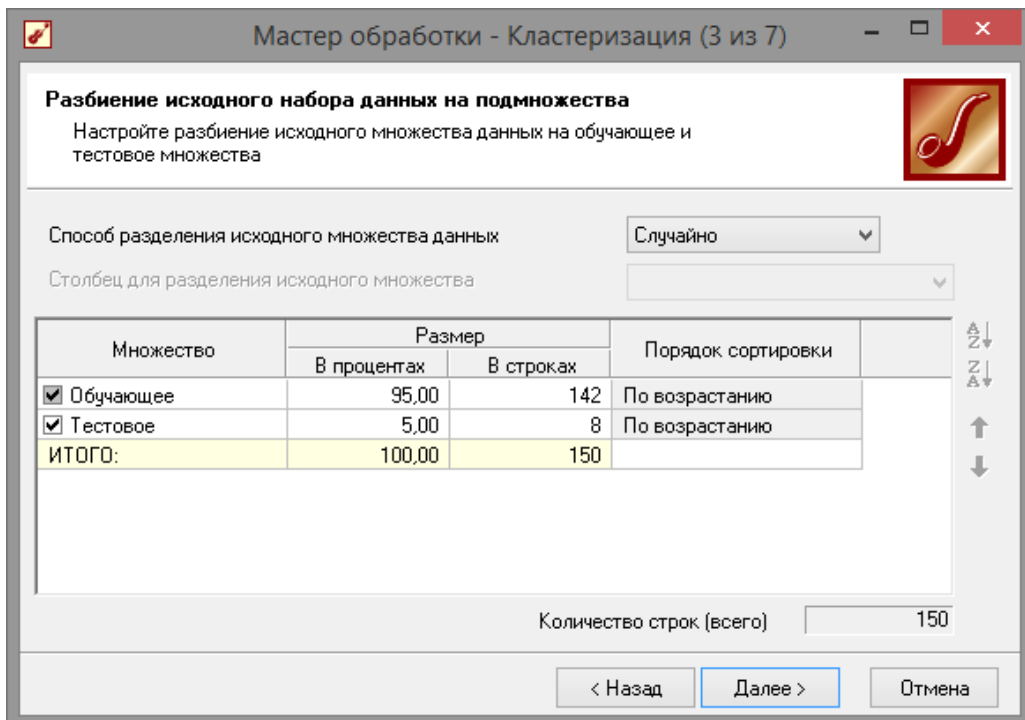 Мастер обработки - Кластеризация (3 из 7)
Разбиение исходного набора данных на подмножества
Настройте разбиение исходного множества данных на обучающее и
тестовое множества
Способ разделения исходного множества данных Случайно
Столбец для разделения исходного множества
Множество Размер Порядок сортировки
В процентах В строках
Обучающее 95,00 142 По возрастанию
Тестовое 5,00 8 По возрастанию
ИТОГО: 100,00 150
Количество строк (всего) 150
< Назад Далее > Отмена